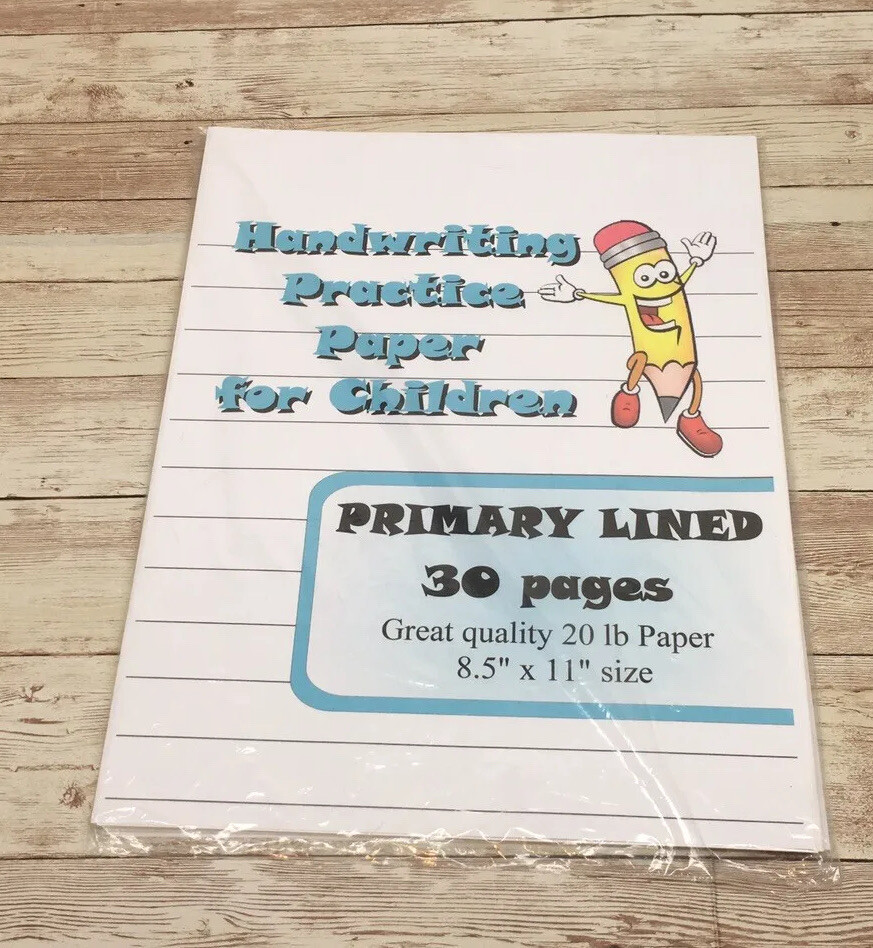 Handwriting
Practice
Paper
for Children
PRIMARY LINED
30 pages
Great quality 20 lb Paper
8.5" x 11" size